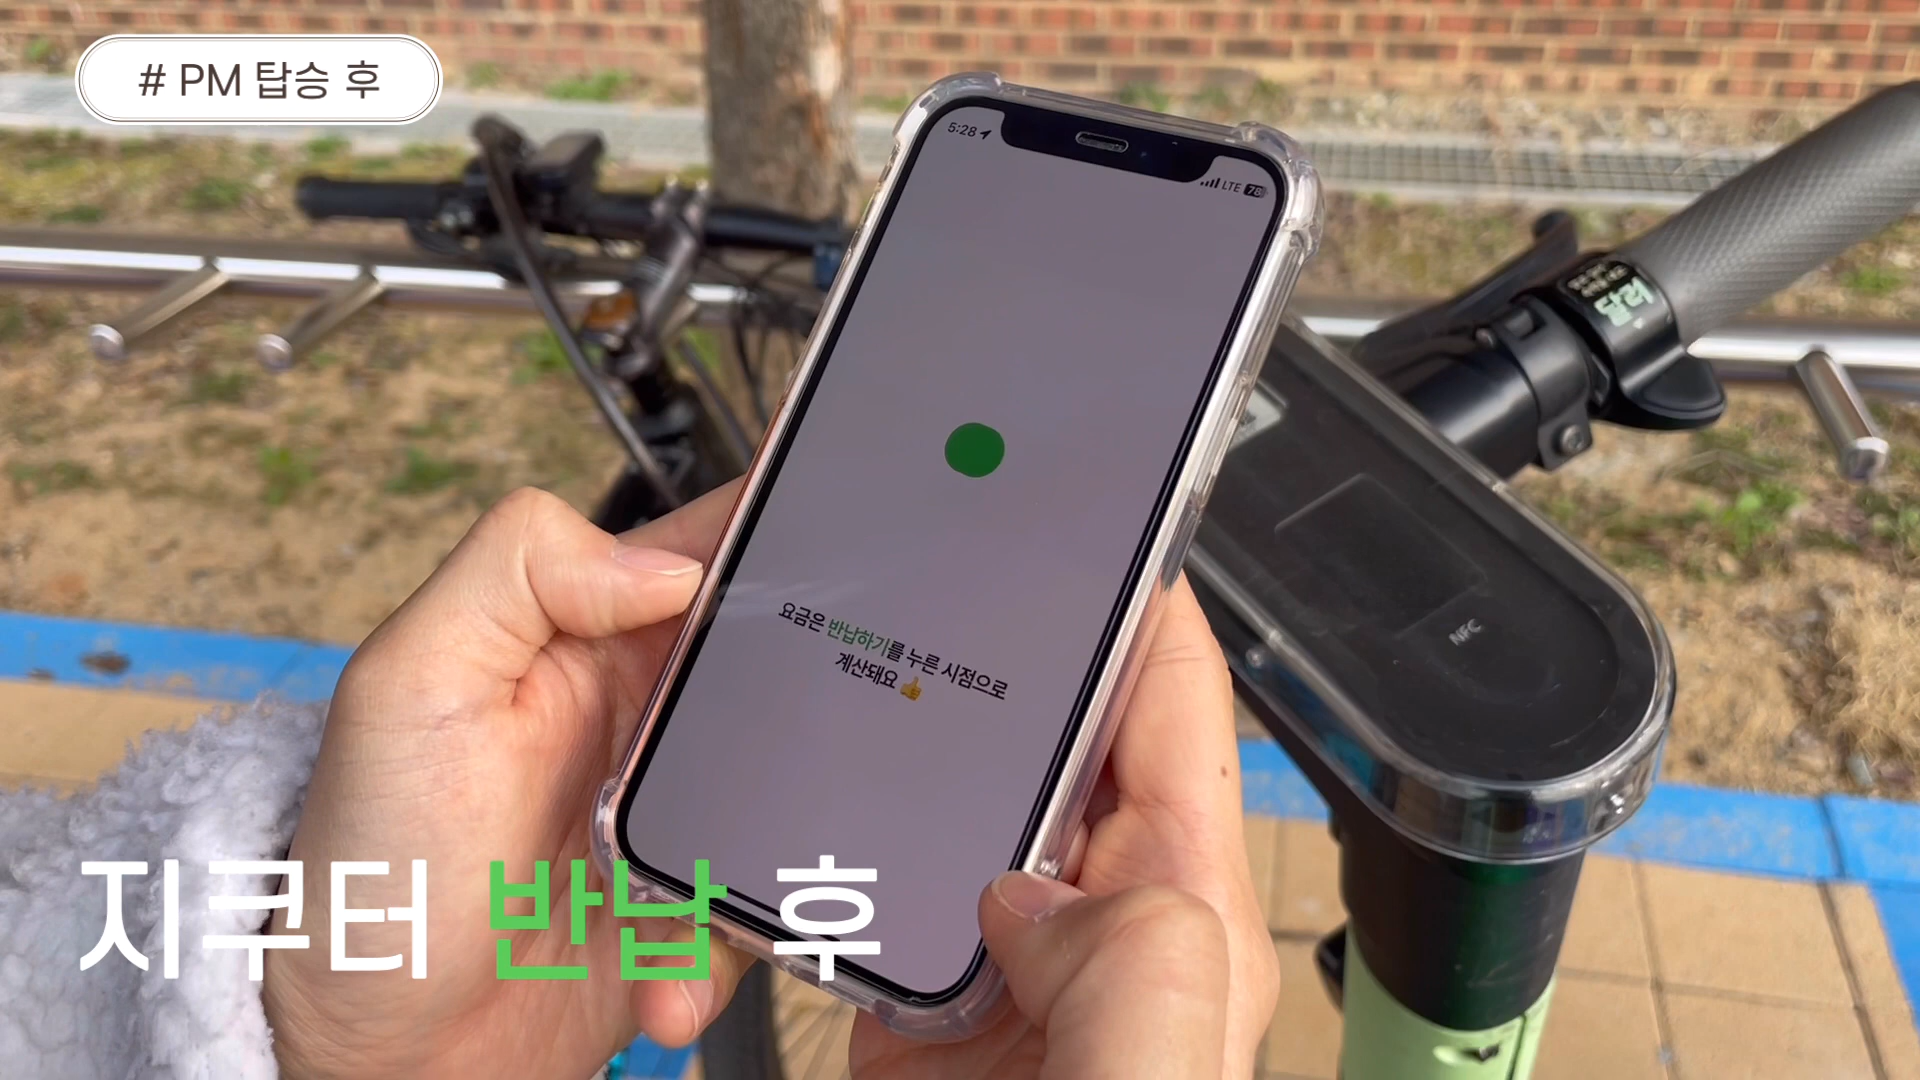 # PM 탑승 후
5:28
LTE 78
요금은 반납하기를 누른 시점으로
계산돼요 👍
NFC
지쿠터 반납 후